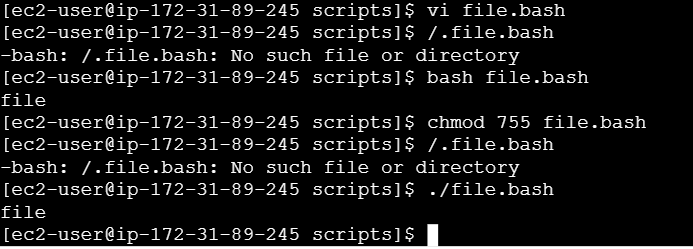 [ec2-user@ip-172-31-89-245 scripts]$ vi file.bash
[ec2-user@ip-172-31-89-245 scripts]$ /.file.bash
-bash: /.file.bash: No such file or directory
[ec2-user@ip-172-31-89-245 scripts]$ bash file.bash
file
[ec2-user@ip-172-31-89-245 scripts]$ chmod 755 file.bash
[ec2-user@ip-172-31-89-245 scripts]$ /.file.bash
-bash: /.file.bash: No such file or directory
[ec2-user@ip-172-31-89-245 scripts]$ ./file.bash
file
[ec2-user@ip-172-31-89-245 scripts]$